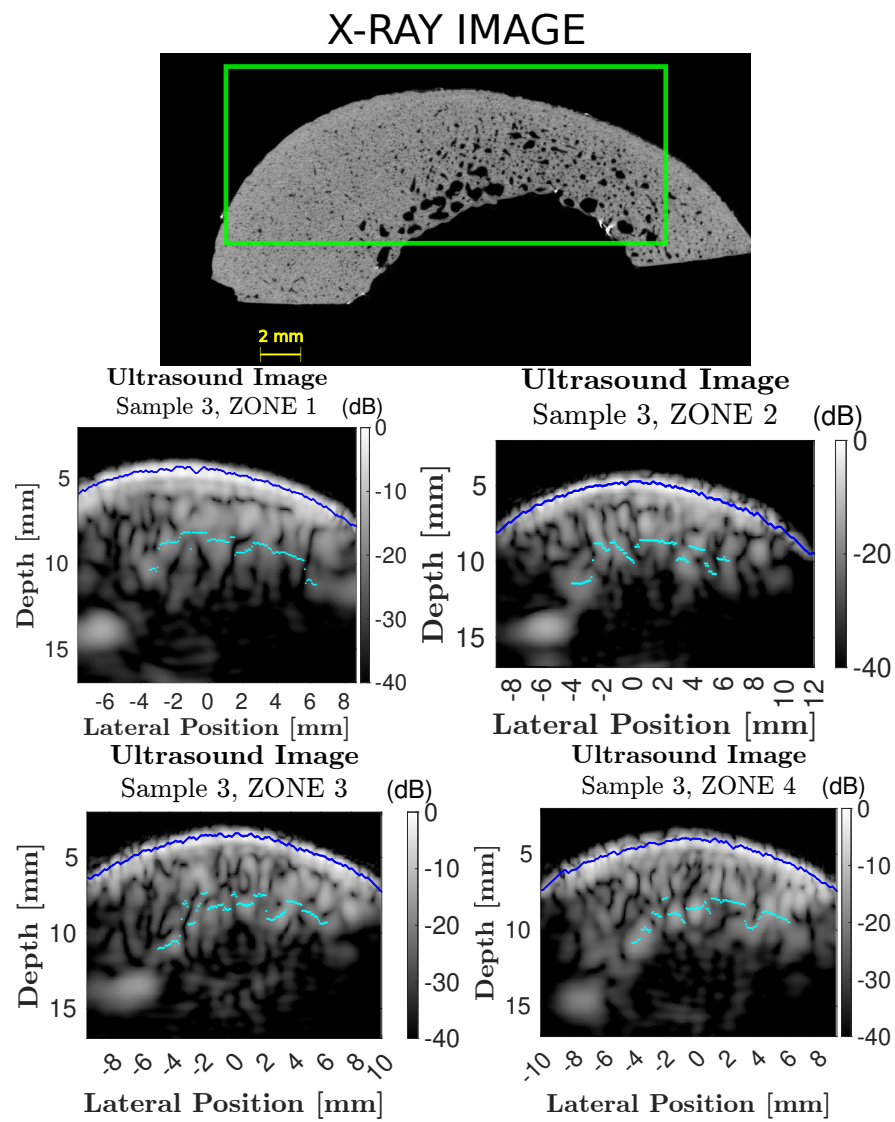 X-RAY IMAGE
2 mm
Ultrasound Image
Sample 3, ZONE 1 (dB)
0
-10
-20
-30
-40
5
10
15
Depth [mm]
-6 -4 -2 0 2 4 6 8
Lateral Position [mm]
Ultrasound Image
Sample 3, ZONE 2 (dB)
0
-20
-40
5
10
15
Depth [mm]
-8 -6 -4 -2 0 2 4 6 8 10 12
Lateral Position [mm]
Ultrasound Image
Sample 3, ZONE 3 (dB)
0
-10
-20
-30
-40
5
10
15
Depth [mm]
-8 -6 -4 -2 0 2 4 6 8 10
Lateral Position [mm]
Ultrasound Image
Sample 3, ZONE 4 (dB)
0
-10
-20
-30
-40
5
10
15
Depth [mm]
-10 -8 -6 -4 -2 0 2 4 6 8
Lateral Position [mm]